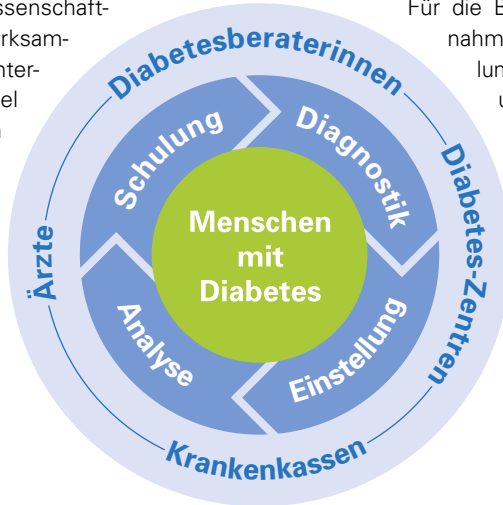 ssenschaft-
rksam-
nter-
el
Für die B
nahm
lun
u
Diabetesberaterinnen
Diabetes-Zentren
Krankenkassen
Ärzte
Schulung
Diagnostik
Einstellung
Analyse
Menschen
mit
Diabetes